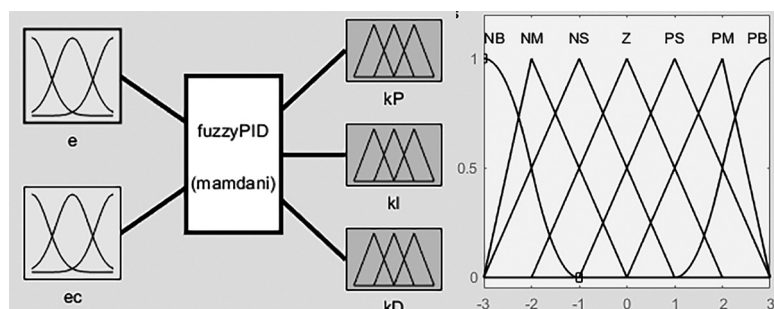 e
ec
fuzzyPID
(mamdani)
kP
kI
kD
NB NM NS Z PS PM PB
1
0.5
0
-3 -2 -1 0 1 2 3